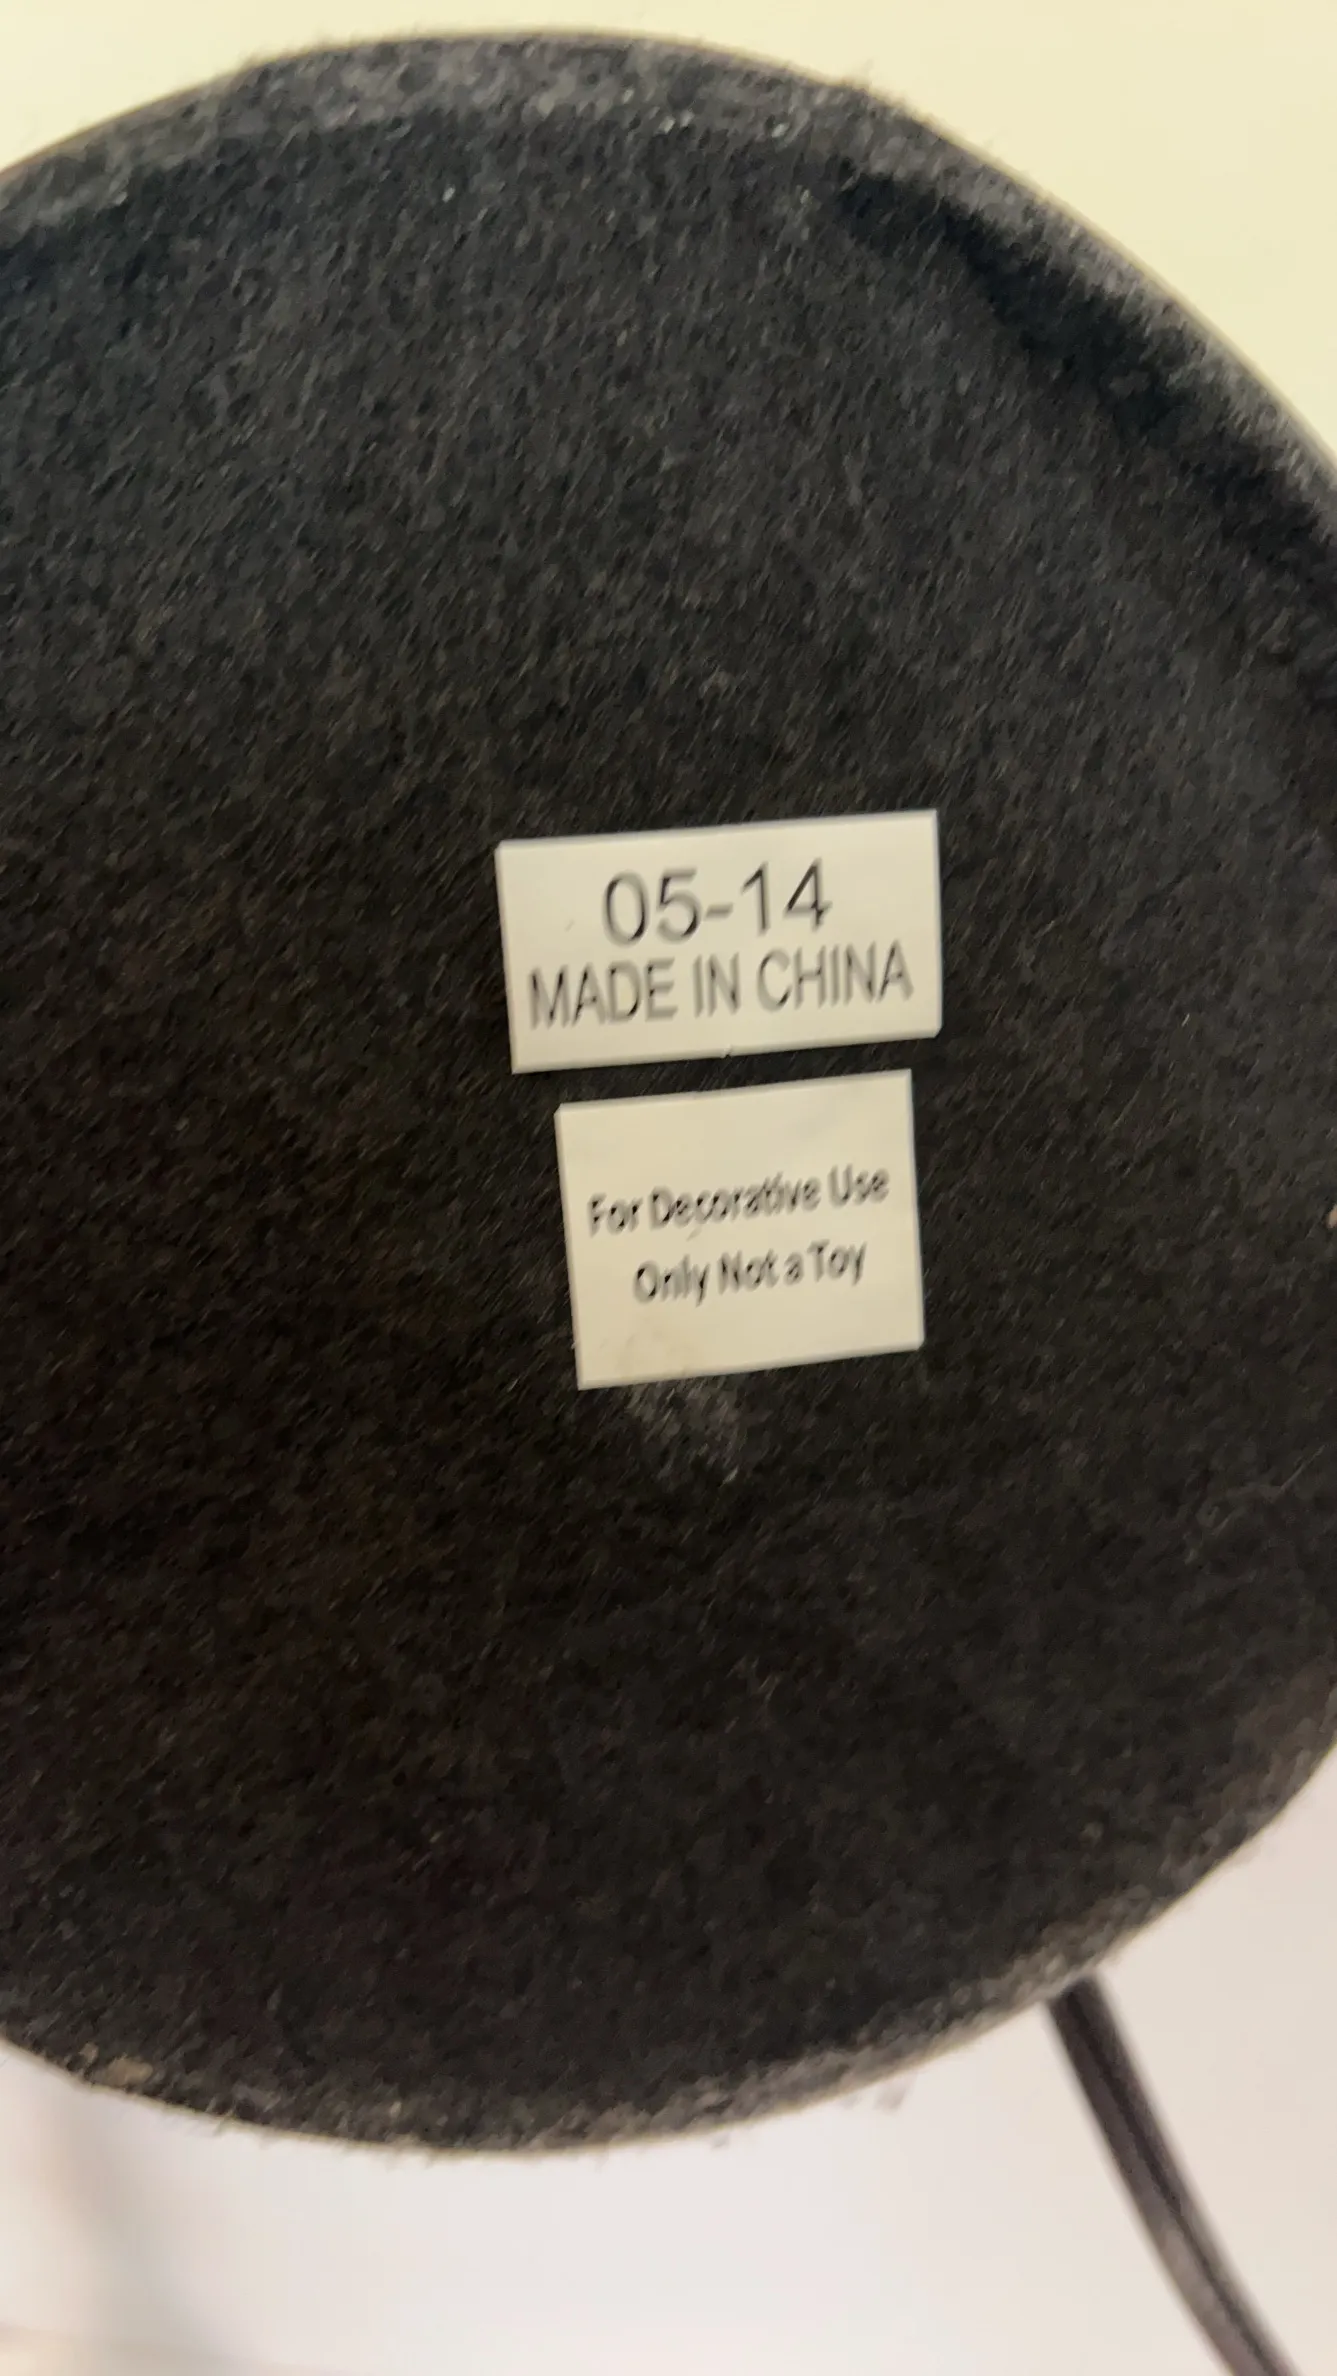 05-14
MADE IN CHINA
For Decorative Use
Only Not a Toy